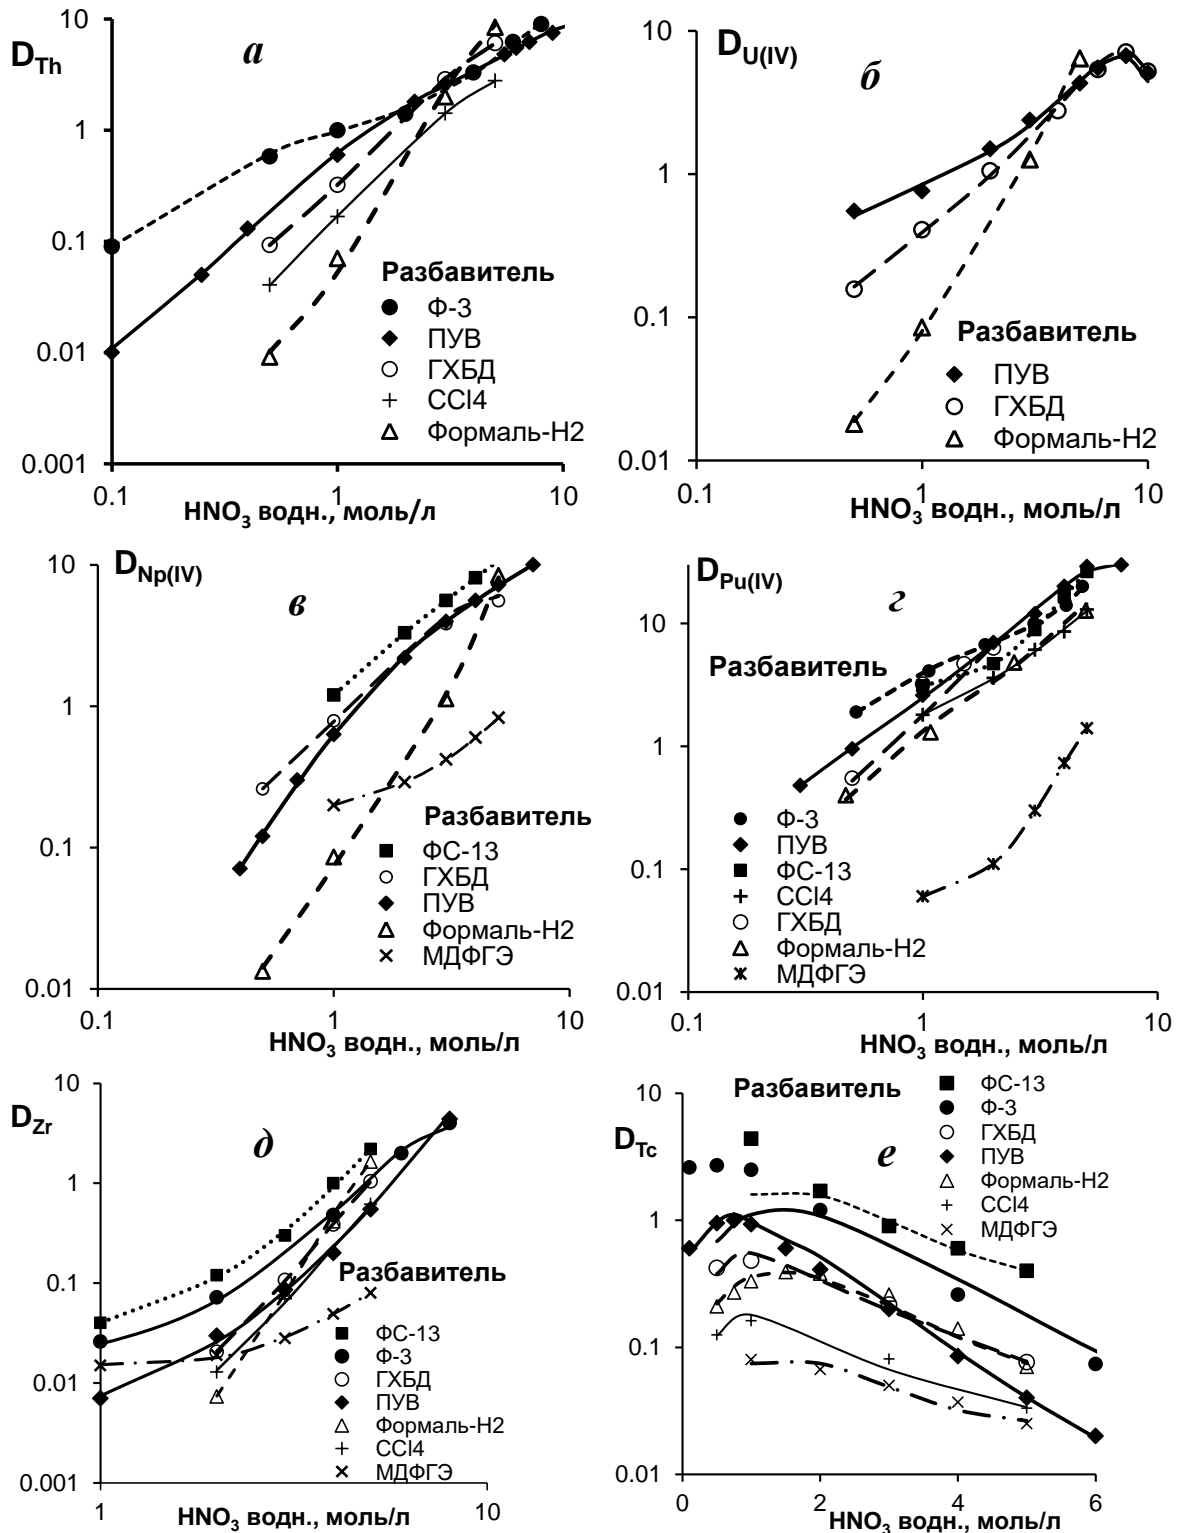 10
D_Th
а
1
0.1
0.01
0.001
0.1
1
10
HNO₃ водн., моль/л
Разбавитель
Ф-3
ПУВ
ГХБД
CCl4
Формаль-Н2
10
D_U(IV)
б
1
0.1
0.01
0.1
1
10
HNO₃ водн., моль/л
Разбавитель
ПУВ
ГХБД
Формаль-Н2
10
D_Np(IV)
в
1
0.1
0.01
0.1
1
10
HNO₃ водн., моль/л
Разбавитель
ФС-13
ГХБД
ПУВ
Формаль-Н2
МДФГЭ
D_Pu(IV)
г
10
1
0.1
0.01
0.1
1
10
HNO₃ водн., моль/л
Разбавитель
Ф-3
ПУВ
ФС-13
CCl4
ГХБД
Формаль-Н2
МДФГЭ
10
D_Zr
д
1
0.1
0.01
0.001
1
10
HNO₃ водн., моль/л
Разбавитель
ФС-13
Ф-3
ГХБД
ПУВ
Формаль-Н2
CCl4
МДФГЭ
Разбавитель
ФС-13
Ф-3
ГХБД
ПУВ
Формаль-Н2
CCl4
МДФГЭ
10
D_Tc
е
1
0.1
0.01
0
2
4
6
HNO₃ водн., моль/л